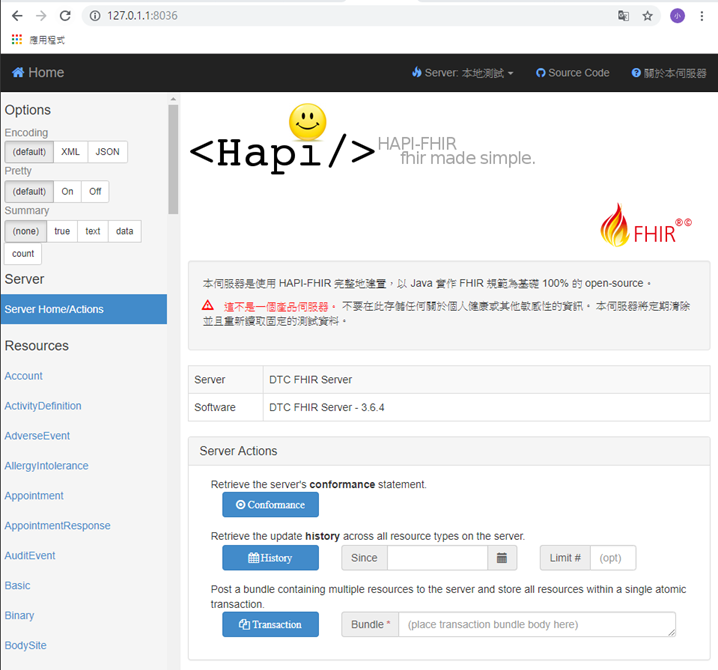 127.0.1.1:8036
小
應用程式
Home
Server: 本地測試
Source Code
關於本伺服器
Options
Encoding
(default) XML JSON
Pretty
(default) On Off
Summary
(none) true text data
count
Server
Server Home/Actions
Resources
Account
ActivityDefinition
AdverseEvent
AllergyIntolerance
Appointment
AppointmentResponse
AuditEvent
Basic
Binary
BodySite
<Hapi/>
HAPI-FHIR
fhir made simple.
FHIR®©
本伺服器是使用 HAPI-FHIR 完整地建置，以 Java 實作 FHIR 規範為基礎 100% 的 open-source。
這不是一個產品伺服器。 不要在此存儲任何關於個人健康或其他敏感性的資訊。 本伺服器將定期清除
並且重新讀取固定的測試資料。
Server DTC FHIR Server
Software DTC FHIR Server - 3.6.4
Server Actions
Retrieve the server's conformance statement.
Conformance
Retrieve the update history across all resource types on the server.
History Since Limit # (opt)
Post a bundle containing multiple resources to the server and store all resources within a single atomic
transaction.
Transaction Bundle * (place transaction bundle body here)